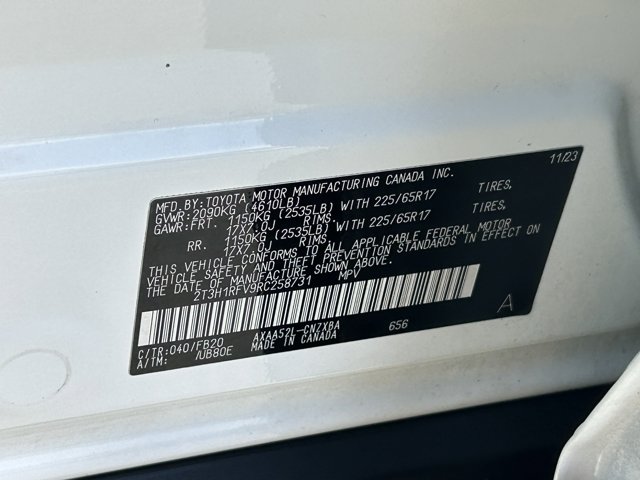 MFD.BY:TOYOTA MOTOR MANUFACTURING CANADA INC. 11/23
GVWR:2090KG (4610LB)
GAWR:FRT. 1150KG (2535LB) WITH 225/65R17 TIRES,
17X7.0J RIMS,
RR. 1150KG (2535LB) WITH 225/65R17 TIRES,
17X7.0J RIMS
THIS VEHICLE CONFORMS TO ALL APPLICABLE FEDERAL MOTOR
VEHICLE SAFETY AND THEFT PREVENTION STANDARDS IN EFFECT ON
THE DATE OF MANUFACTURE SHOWN ABOVE.
2T3H1RFV9RC258731 MPV
A
C/TR:040/FB20 AXAA52L-CNZXBA 656
A/TM: /UB80E MADE IN CANADA